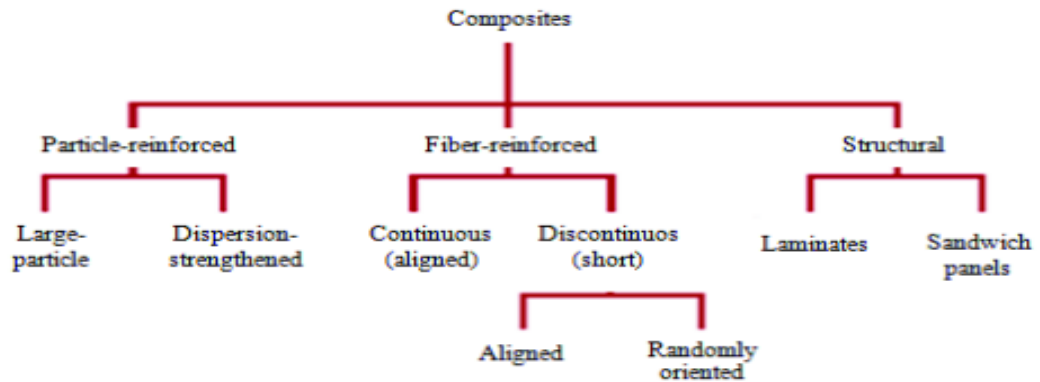 Composites
Particle-reinforced Fiber-reinforced Structural
Large-
particle
Dispersion-
strengthened
Continuous
(aligned)
Discontinuos
(short)
Laminates
Sandwich
panels
Aligned
Randomly
oriented